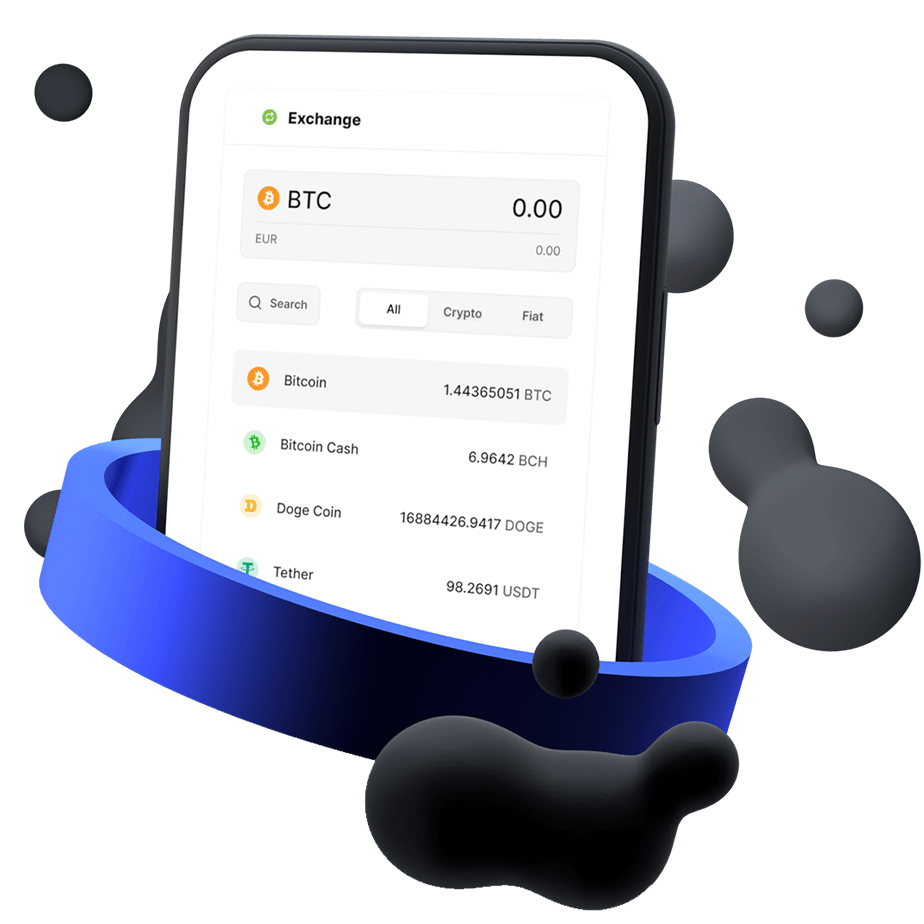 Exchange
BTC 0.00
EUR 0.00
Search All Crypto Fiat
Bitcoin 1.44365051 BTC
Bitcoin Cash 6.9642 BCH
Doge Coin 16884426.9417 DOGE
Tether 98.2691 USDT